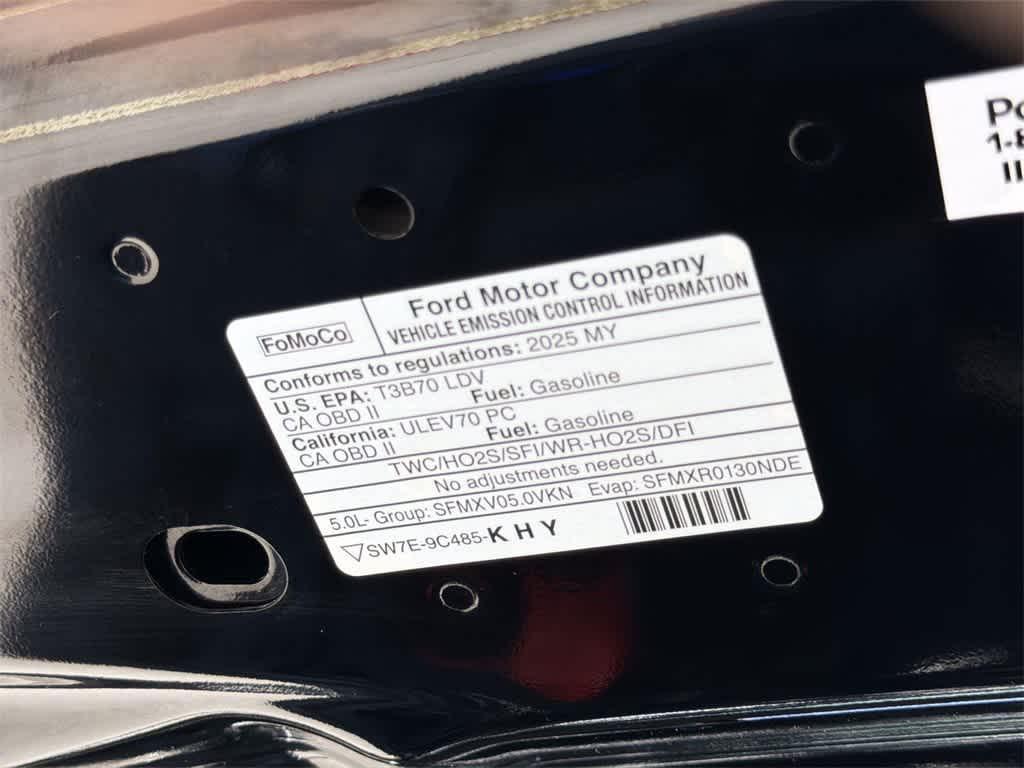 FoMoCo
Ford Motor Company
VEHICLE EMISSION CONTROL INFORMATION
Conforms to regulations: 2025 MY
U.S. EPA: T3B70 LDV
CA OBD II Fuel: Gasoline
California: ULEV70 PC
CA OBD II Fuel: Gasoline
TWC/HO2S/SFI/WR-HO2S/DFI
No adjustments needed.
5.0L- Group: SFMXV05.0VKN Evap: SFMXR0130NDE
SW7E-9C485-KHY